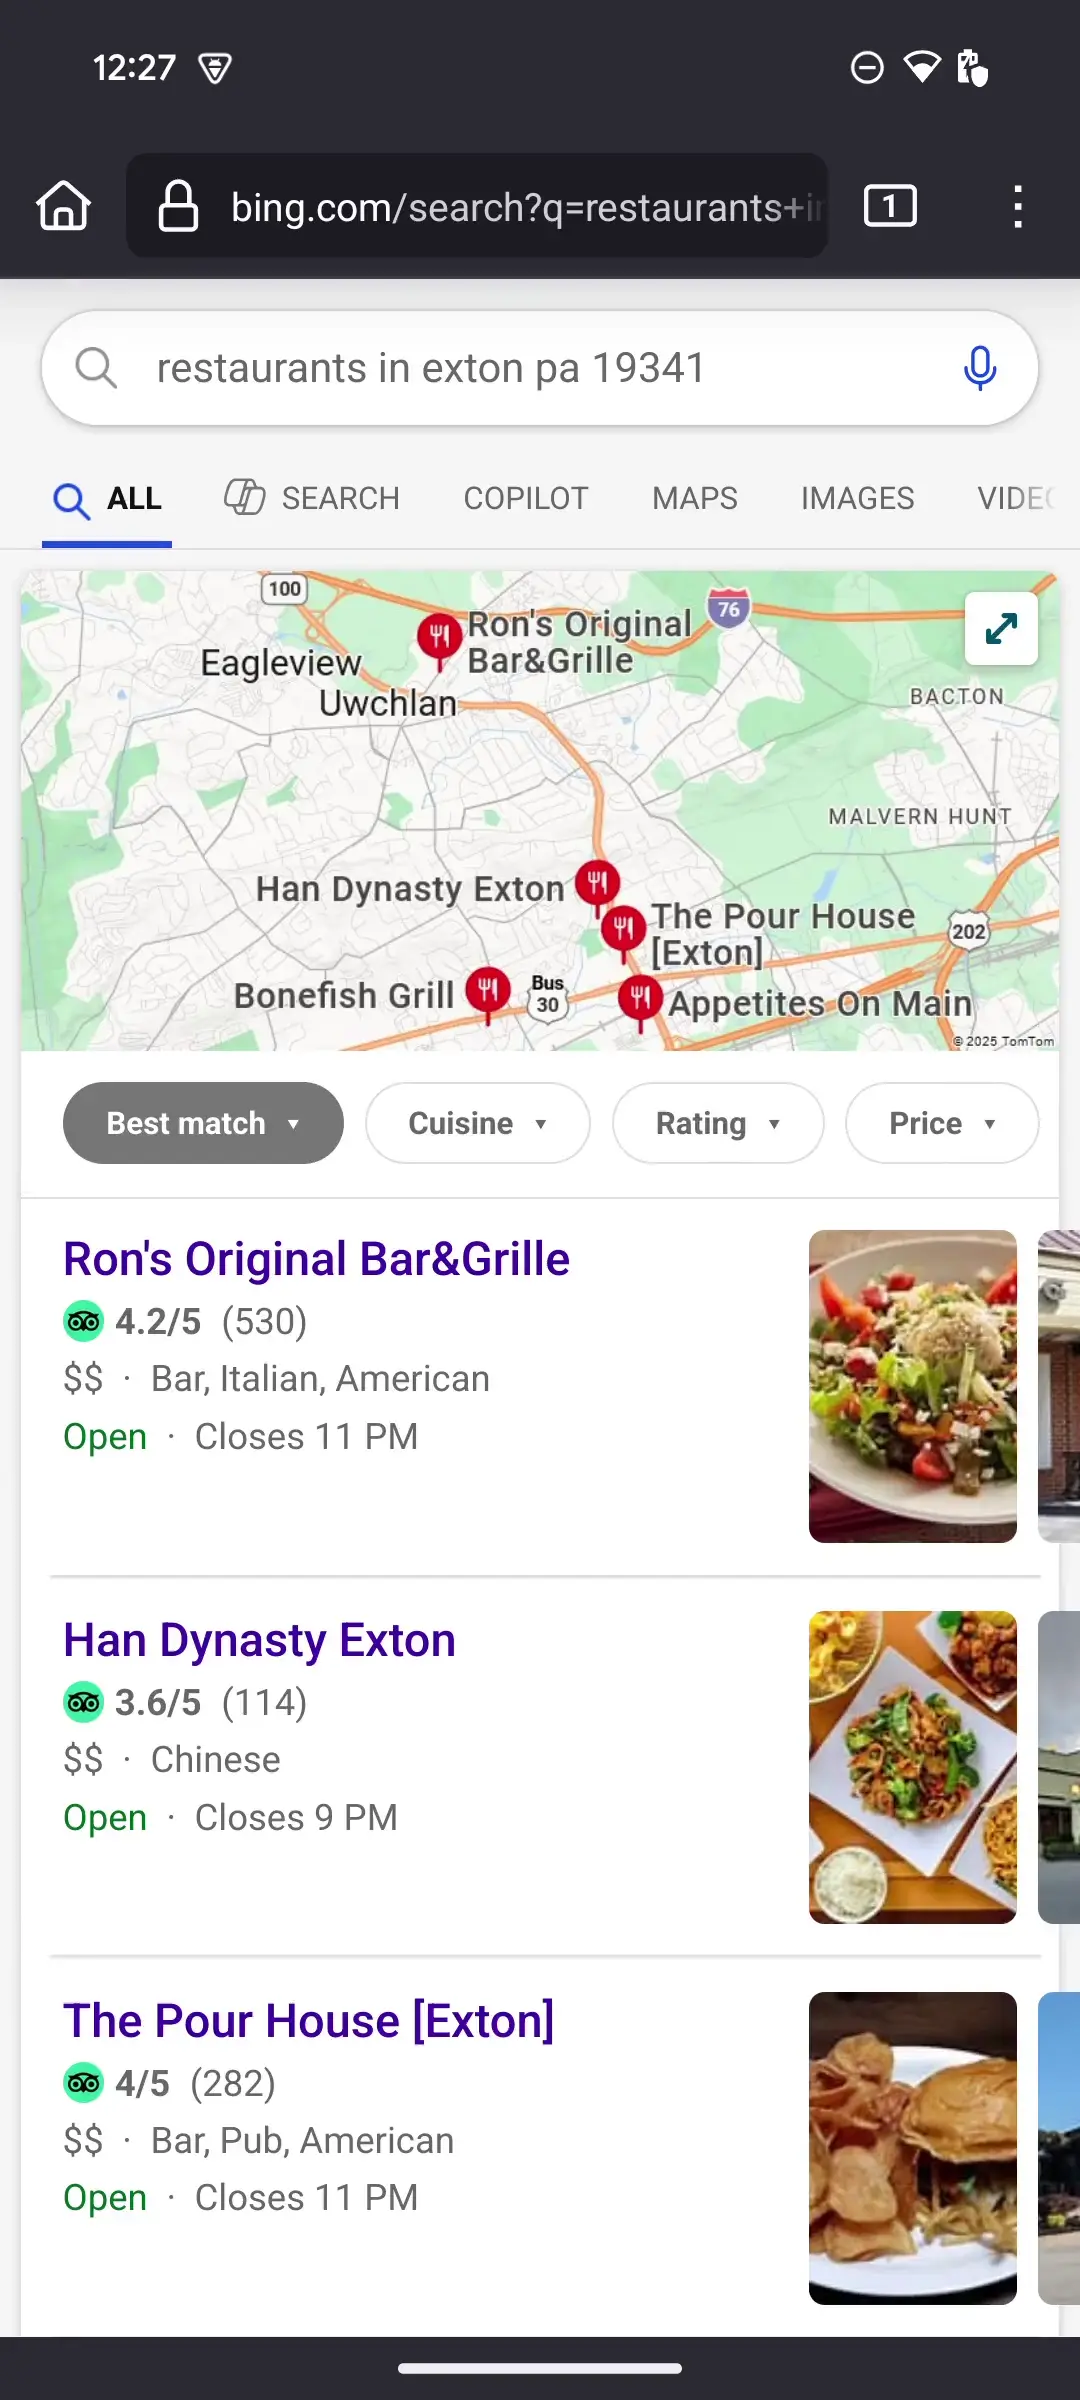 12:27
bing.com/search?q=restaurants+i
1
restaurants in exton pa 19341
ALL
SEARCH
COPILOT
MAPS
IMAGES
VIDEO
100
Ron's Original
Bar&Grille
76
Eagleview
Uwchlan
BACTON
MALVERN HUNT
Han Dynasty Exton
The Pour House
[Exton]
202
Bonefish Grill
Bus
30
Appetites On Main
© 2025 TomTom
Best match
Cuisine
Rating
Price
Ron's Original Bar&Grille
4.2/5 (530)
$$ · Bar, Italian, American
Open · Closes 11 PM
Han Dynasty Exton
3.6/5 (114)
$$ · Chinese
Open · Closes 9 PM
The Pour House [Exton]
4/5 (282)
$$ · Bar, Pub, American
Open · Closes 11 PM